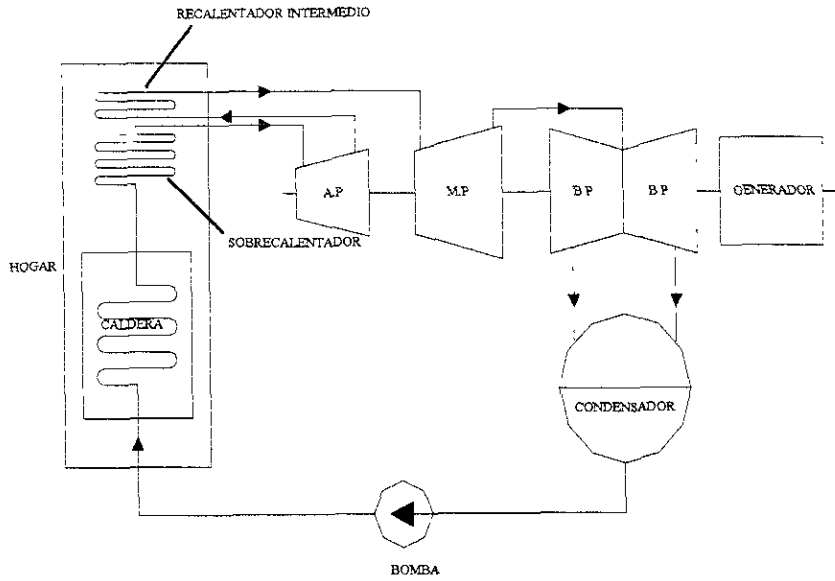 RECALENTADOR INTERMEDIO
A.P
M.P
B P
B P
GENERADOR
SOBRECALENTADOR
HOGAR
CALDERA
CONDENSADOR
BOMBA